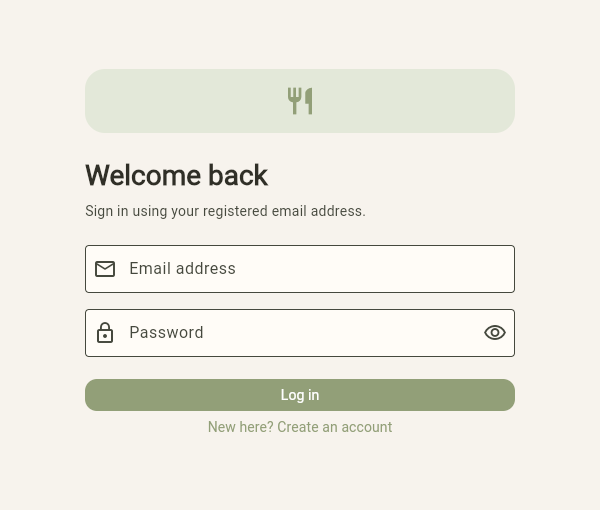 Welcome back
Sign in using your registered email address.
Email address
Password
Log in
New here? Create an account